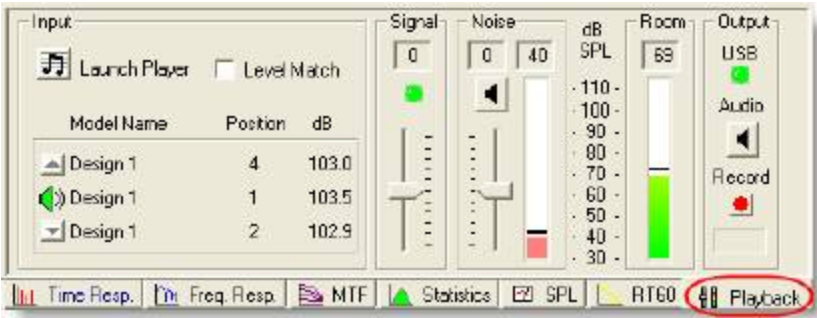 Input
Launch Player
Level Match
Model Name Position dB
Design 1 4 103.0
Design 1 1 103.5
Design 1 2 102.9
Signal
0
Noise
0 40
dB
SPL
110
100
90
80
70
60
50
40
30
Room
69
Output
USB
Audio
Record
Time Resp. Freq. Resp. MTF Statistics SPL RT60 Playback